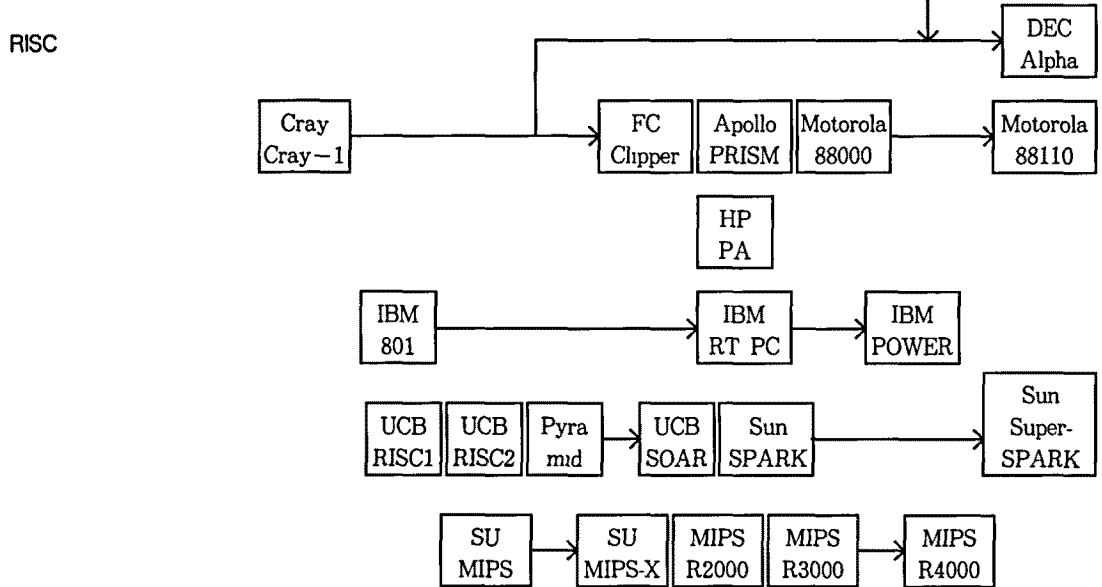 RISC
DEC
Alpha
Cray
Cray-1
FC
Clipper
Apollo
PRISM
Motorola
88000
Motorola
88110
HP
PA
IBM
801
IBM
RT PC
IBM
POWER
UCB
RISC1
UCB
RISC2
Pyra
mid
UCB
SOAR
Sun
SPARK
Sun
Super-
SPARK
SU
MIPS
SU
MIPS-X
MIPS
R2000
MIPS
R3000
MIPS
R4000